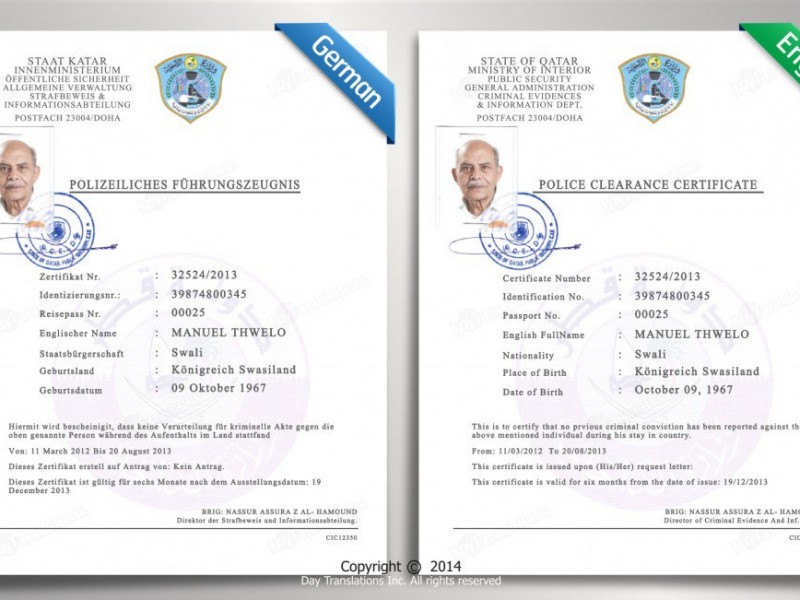 German
STAAT KATAR
INNENMINISTERIUM
ÖFFENTLICHE SICHERHEIT
ALLGEMEINE VERWALTUNG
STRAFBEWEIS &
INFORMATIONSABTEILUNG
POSTFACH 23004/DOHA
POLIZEILICHES FÜHRUNGSZEUGNIS
Zertifikat Nr. : 32524/2013
Identizierungsnr.: : 39874800345
Reisepass Nr. : 00025
Englischer Name : MANUEL THWELO
Staatsbürgerschaft : Swali
Geburtsland : Königreich Swasiland
Geburtsdatum : 09 Oktober 1967
Hiermit wird bescheinigit, dass keine Verurteilung für kriminelle Akte gegen die
oben genannte Person während des Aufenthalts im Land stattfand
Von: 11 March 2012 Bis 20 August 2013
Dieses Zertifikat erstell auf Antrag von: Kein Antrag.
Dieses Zertifikat ist gültig für sechs Monate nach dem Ausstellungsdatum: 19
December 2013
BRIG: NASSUR ASSURA Z AL- HAMOUND
Direktor der Strafbeweis und Informationsabteilung.
CIC12350
Eng
STATE OF QATAR
MINISTRY OF INTERIOR
PUBLIC SECURITY
GENERAL ADMINISTRATION
CRIMINAL EVIDENCES
& INFORMATION DEPT.
POSTFACH 23004/DOHA
POLICE CLEARANCE CERTIFICATE
Certificate Number : 32524/2013
Identification No. : 39874800345
Passport No. : 00025
English FullName : MANUEL THWELO
Nationality : Swali
Place of Birth : Königreich Swasiland
Date of Birth : October 09, 1967
This is to certify that no prvious criminal conviction has been reported against th
above mentioned individual during his stay in country.
From: 11/03/2012 To 20/08/2013
This certificate is issued upon (His/Her) request letter:
This certificate is valid for six months from the date of issue: 19/12/2013
BRIG: NASSUR ASSURA Z AL- HAMO
Director of Criminal Evidence And Inf.
CIC
Copyright © 2014
Day Translations Inc. All rights reserved